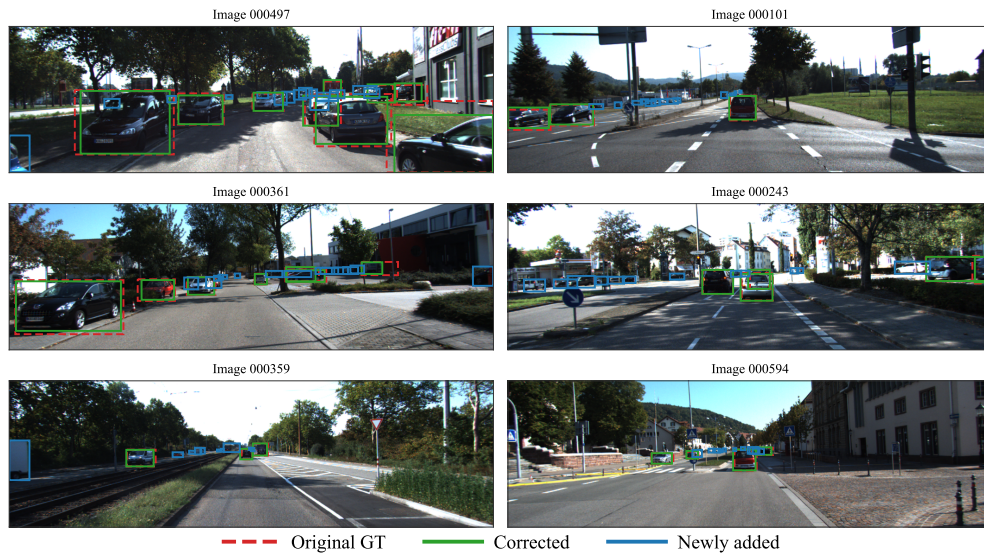 Image 000497
Image 000101
Image 000361
Image 000243
Image 000359
Image 000594
Original GT
Corrected
Newly added